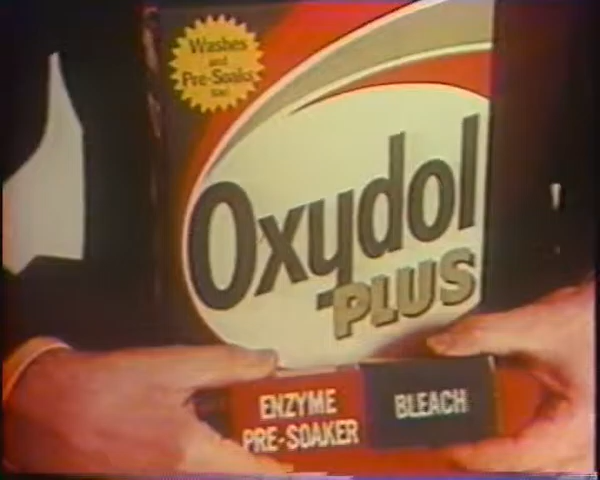 Washes
and
Pre-Soaks
too!
Oxydol
PLUS
ENZYME
PRE-SOAKER
BLEACH